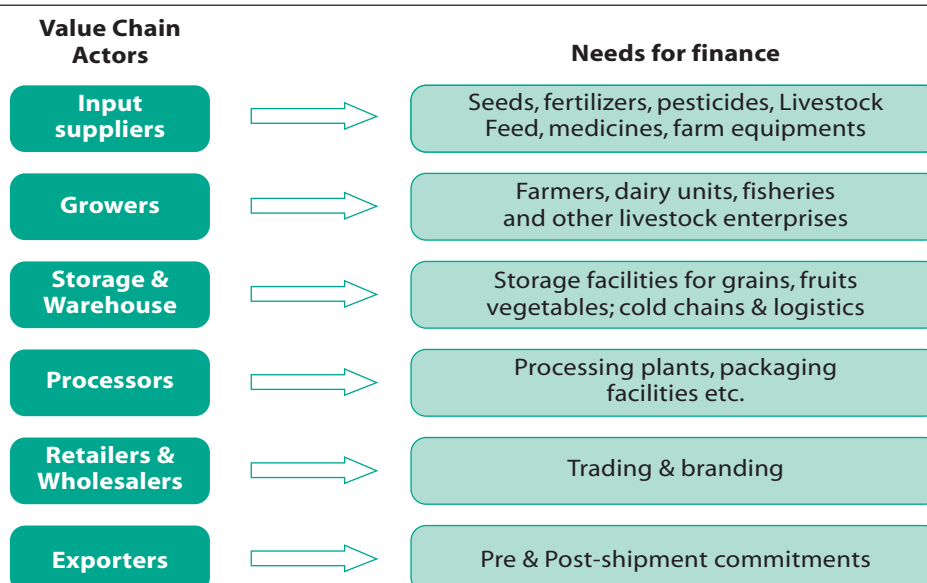 Value Chain
Actors
Needs for finance
Input
suppliers
Seeds, fertilizers, pesticides, Livestock
Feed, medicines, farm equipments
Growers
Farmers, dairy units, fisheries
and other livestock enterprises
Storage &
Warehouse
Storage facilities for grains, fruits
vegetables; cold chains & logistics
Processors
Processing plants, packaging
facilities etc.
Retailers &
Wholesalers
Trading & branding
Exporters
Pre & Post-shipment commitments